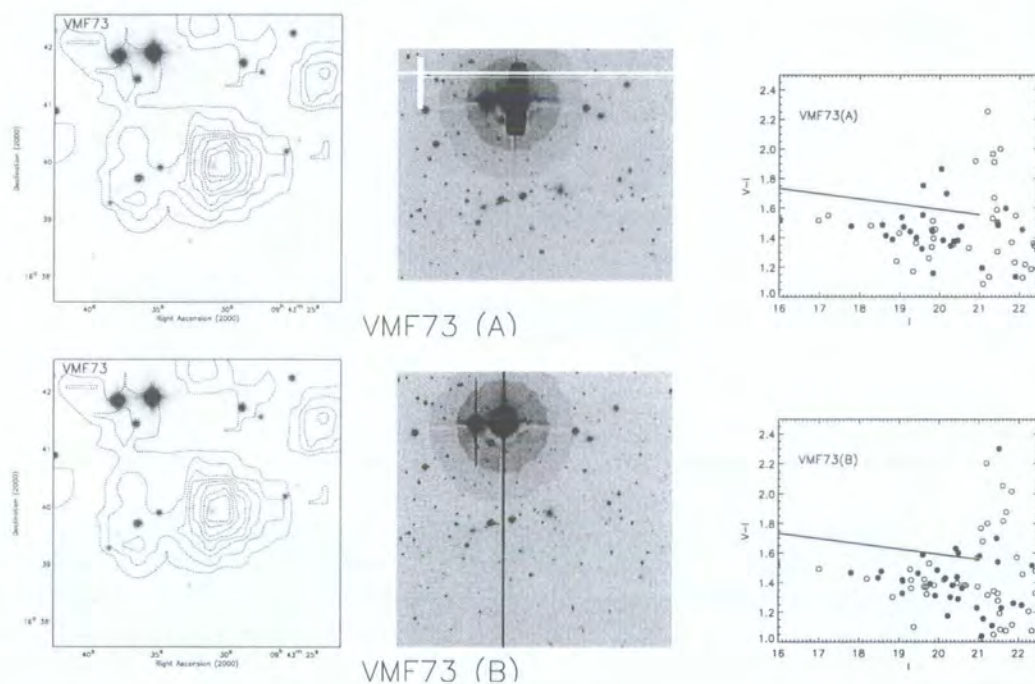 VMF73
42
41
40
39
18° 38'
Declination (2000)
40ˢ 35ˢ 30ˢ 09ʰ 43ᵐ 25ˢ
Right Ascension (2000)
VMF73 (A)
2.4
2.2
2.0
1.8
1.6
1.4
1.2
1.0
V-I
VMF73(A)
16 17 18 19 20 21 22
I
VMF73
42
41
40
39
18° 38'
Declination (2000)
40ˢ 35ˢ 30ˢ 09ʰ 43ᵐ 25ˢ
Right Ascension (2000)
VMF73 (B)
2.4
2.2
2.0
1.8
1.6
1.4
1.2
1.0
V-I
VMF73(B)
16 17 18 19 20 21 22
I